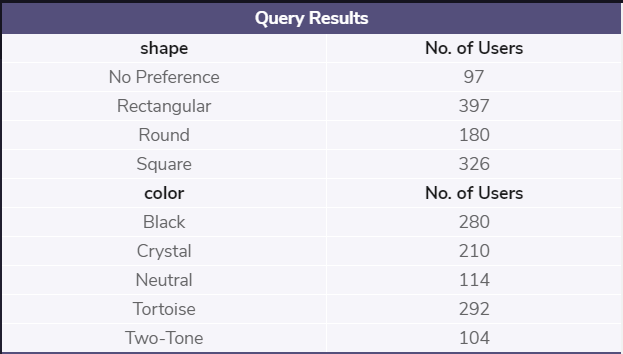 Query Results
shape No. of Users
No Preference 97
Rectangular 397
Round 180
Square 326
color No. of Users
Black 280
Crystal 210
Neutral 114
Tortoise 292
Two-Tone 104